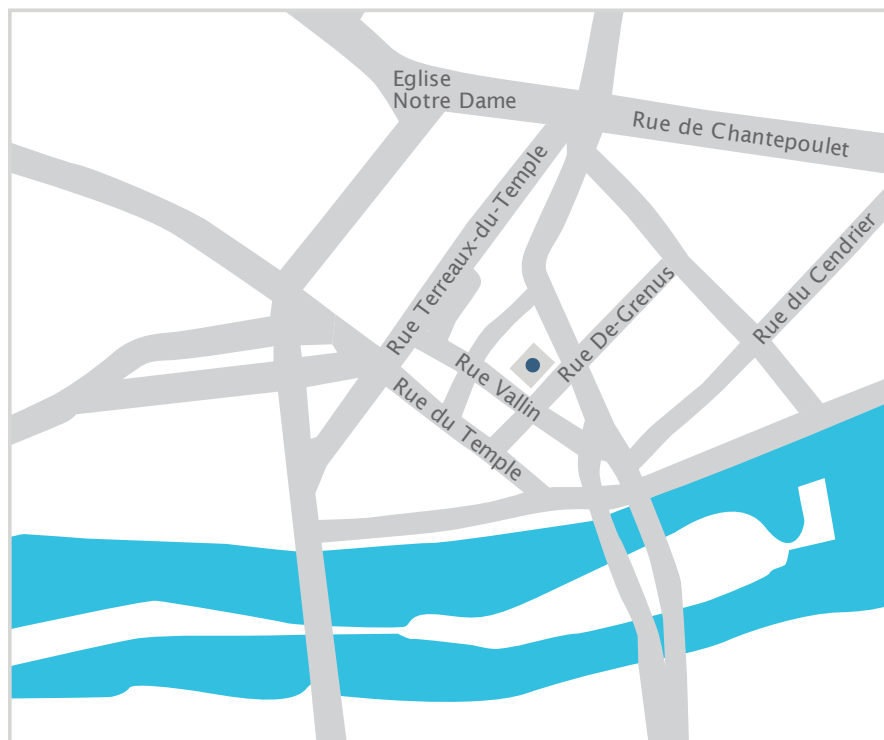 Eglise
Notre Dame
Rue de Chantepoulet
Rue Terreaux-du-Temple
Rue du Cendrier
Rue De-Grenus
Rue Vallin
Rue du Temple